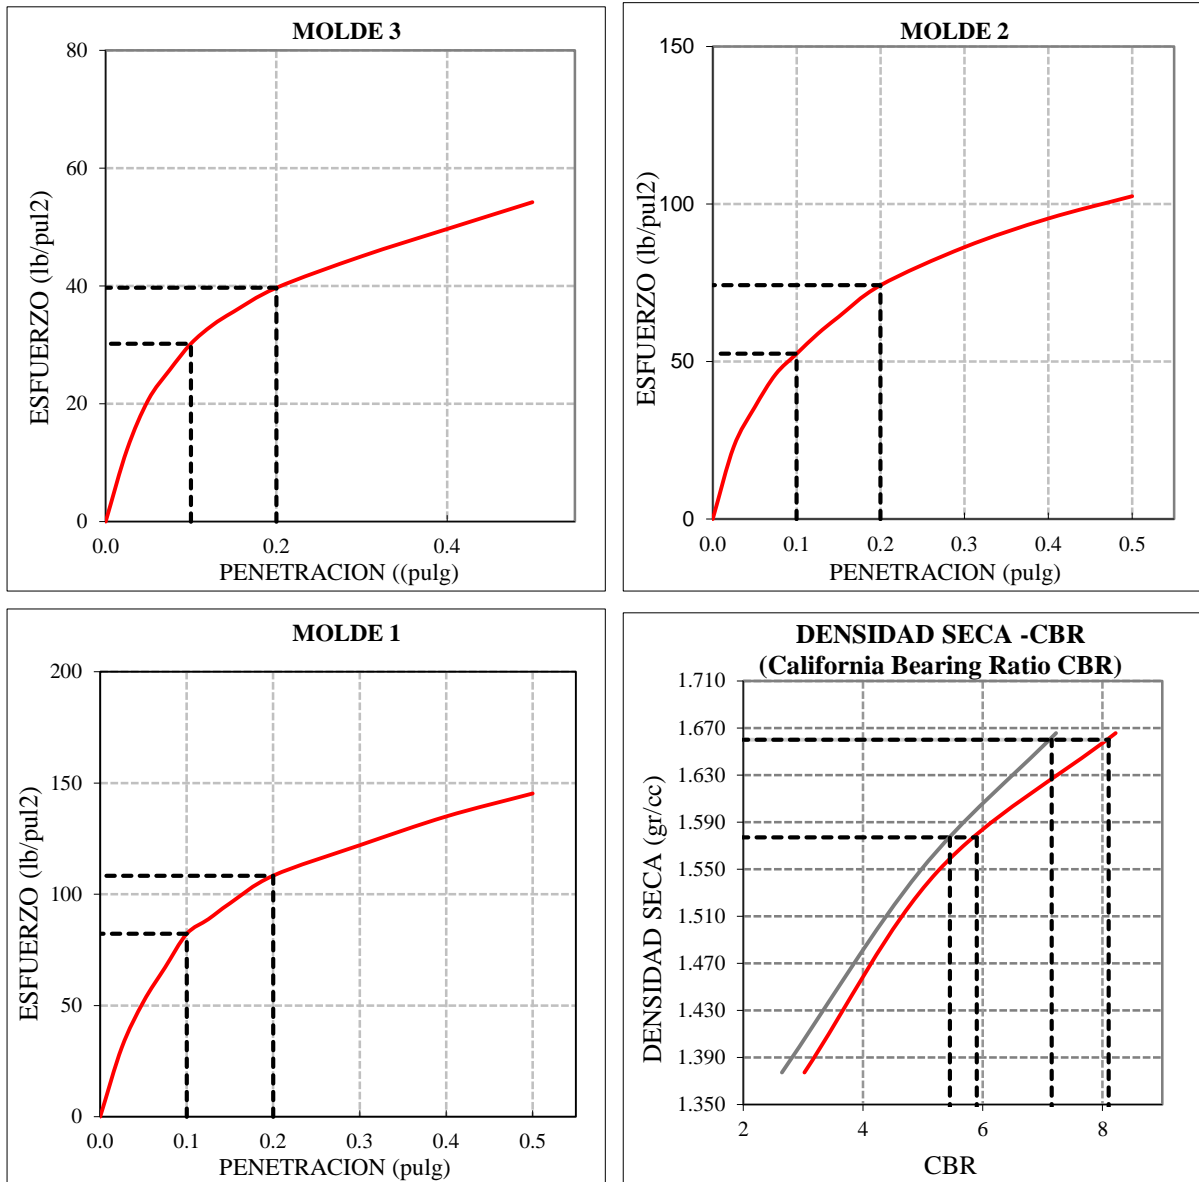 MOLDE 3
80
60
40
20
0
ESFUERZO (lb/pul2)
0.0 0.2 0.4
PENETRACION ((pulg)
MOLDE 2
150
100
50
0
ESFUERZO (lb/pul2)
0.0 0.1 0.2 0.3 0.4 0.5
PENETRACION (pulg)
MOLDE 1
200
150
100
50
0
ESFUERZO (lb/pul2)
0.0 0.1 0.2 0.3 0.4 0.5
PENETRACION (pulg)
DENSIDAD SECA -CBR
(California Bearing Ratio CBR)
1.710
1.670
1.630
1.590
1.550
1.510
1.470
1.430
1.390
1.350
DENSIDAD SECA (gr/cc)
2 4 6 8
CBR